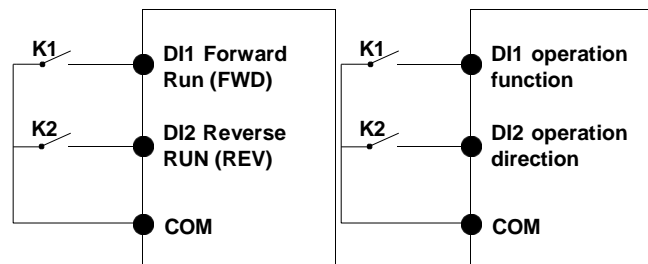 K1
DI1 Forward
Run (FWD)
K2
DI2 Reverse
RUN (REV)
COM
K1
DI1 operation
function
K2
DI2 operation
direction
COM